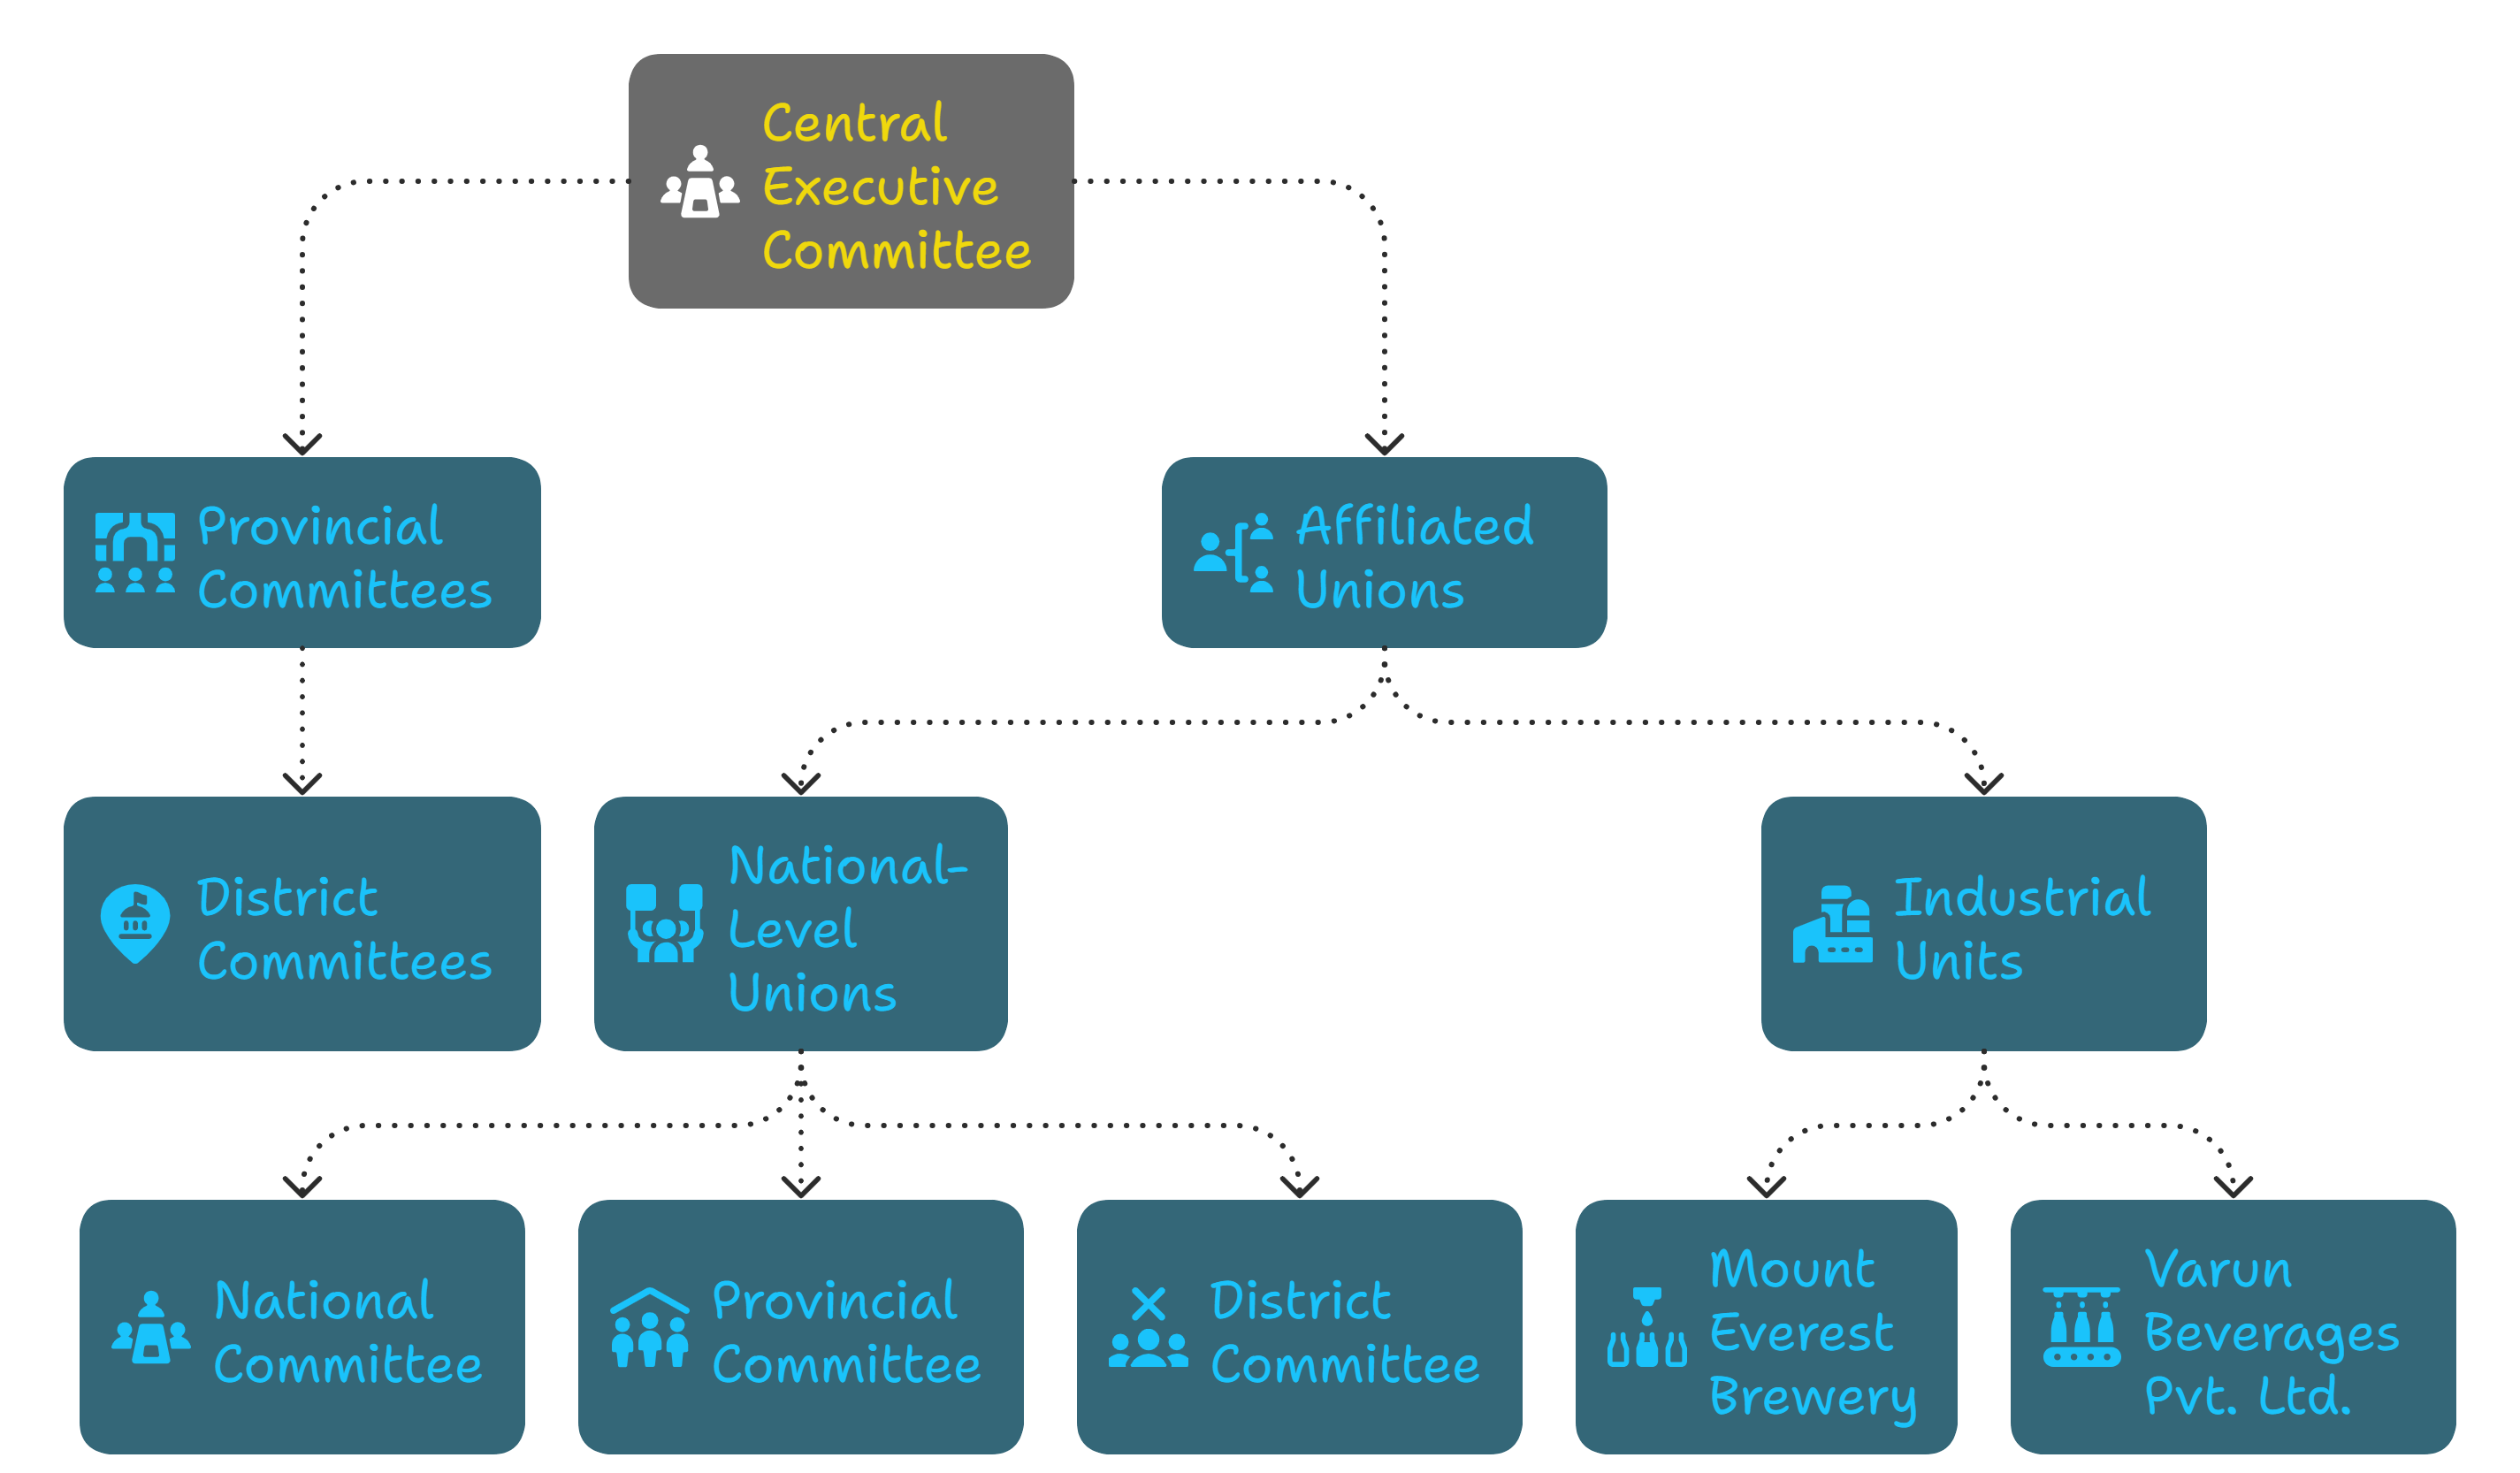 Central
Executive
Committee
Provincial
Committees
Affiliated
Unions
District
Committees
National-
Level
Unions
Industrial
Units
National
Committee
Provincial
Committee
District
Committee
Mount
Everest
Brewery
Varun
Beverages
Pvt. Ltd.